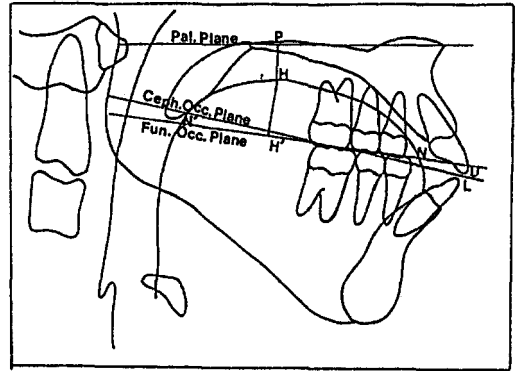 Pal. Plane P
H
Ceph. Occ. Plane
N'
Fun. Occ. Plane
H'
N
U
L